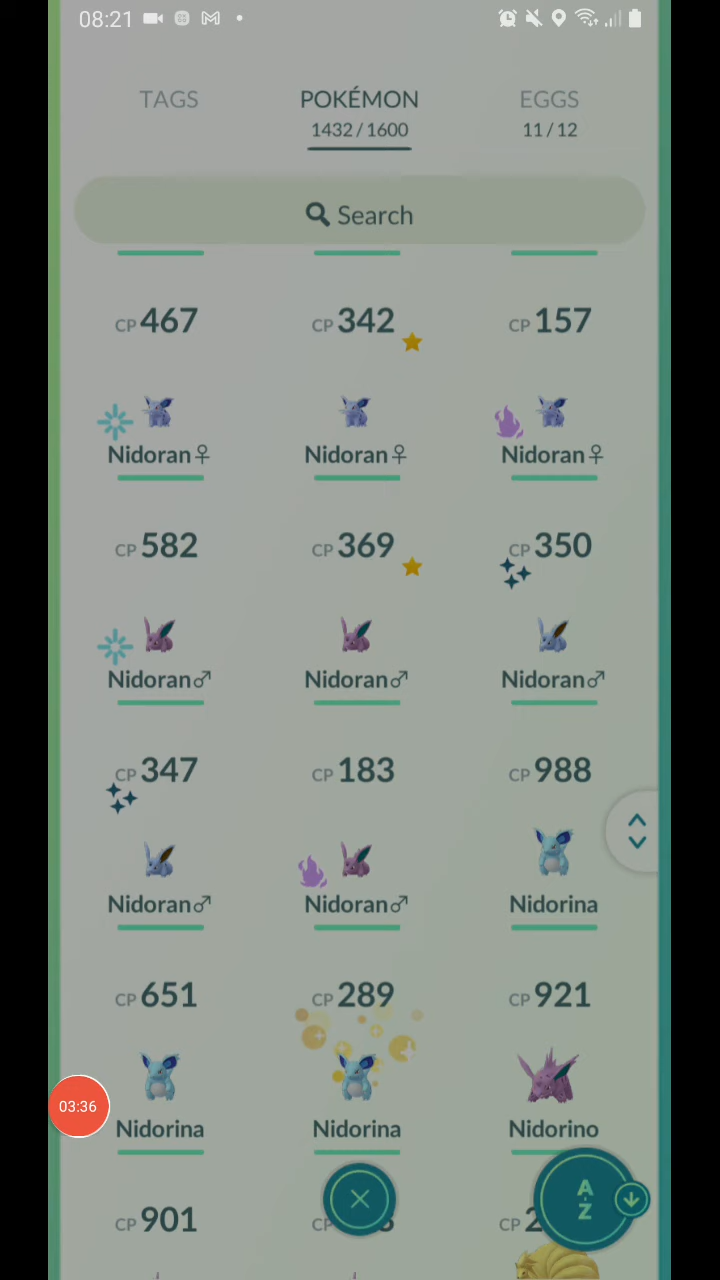 08:21
TAGS POKÉMON EGGS
1432 / 1600 11 / 12
Search
CP 467 CP 342 CP 157
Nidoran♀ Nidoran♀ Nidoran♀
CP 582 CP 369 CP 350
Nidoran♂ Nidoran♂ Nidoran♂
CP 347 CP 183 CP 988
Nidoran♂ Nidoran♂ Nidorina
CP 651 CP 289 CP 921
03:36
Nidorina Nidorina Nidorino
A
Z
CP 901 CP